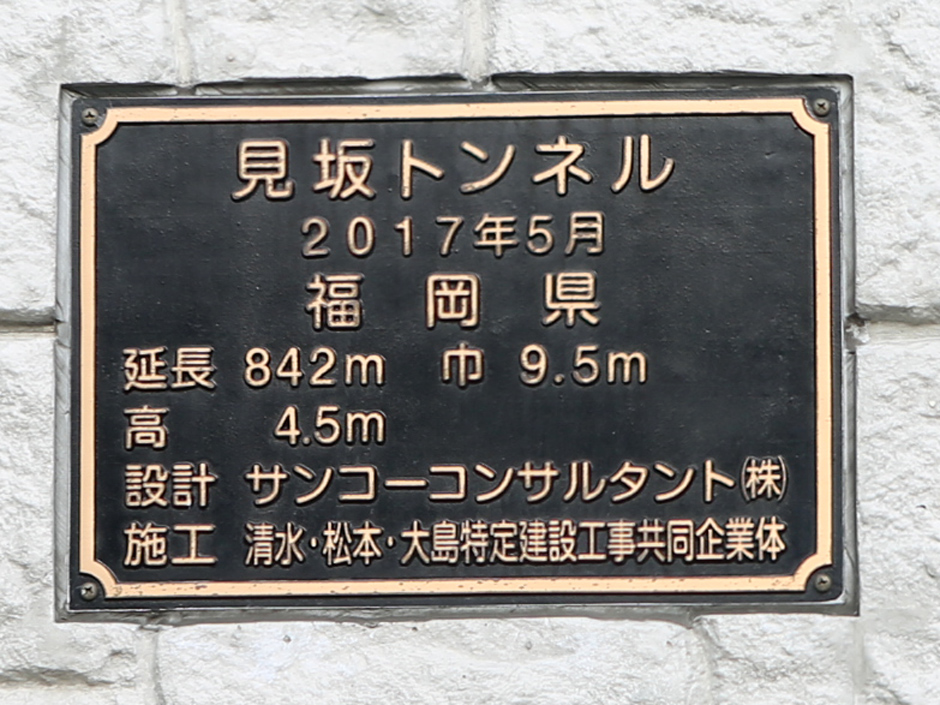 見坂トンネル
2017年5月
福岡県
延長 842m 巾 9.5m
高 4.5m
設計 サンコーコンサルタント㈱
施工 清水・松本・大島特定建設工事共同企業体